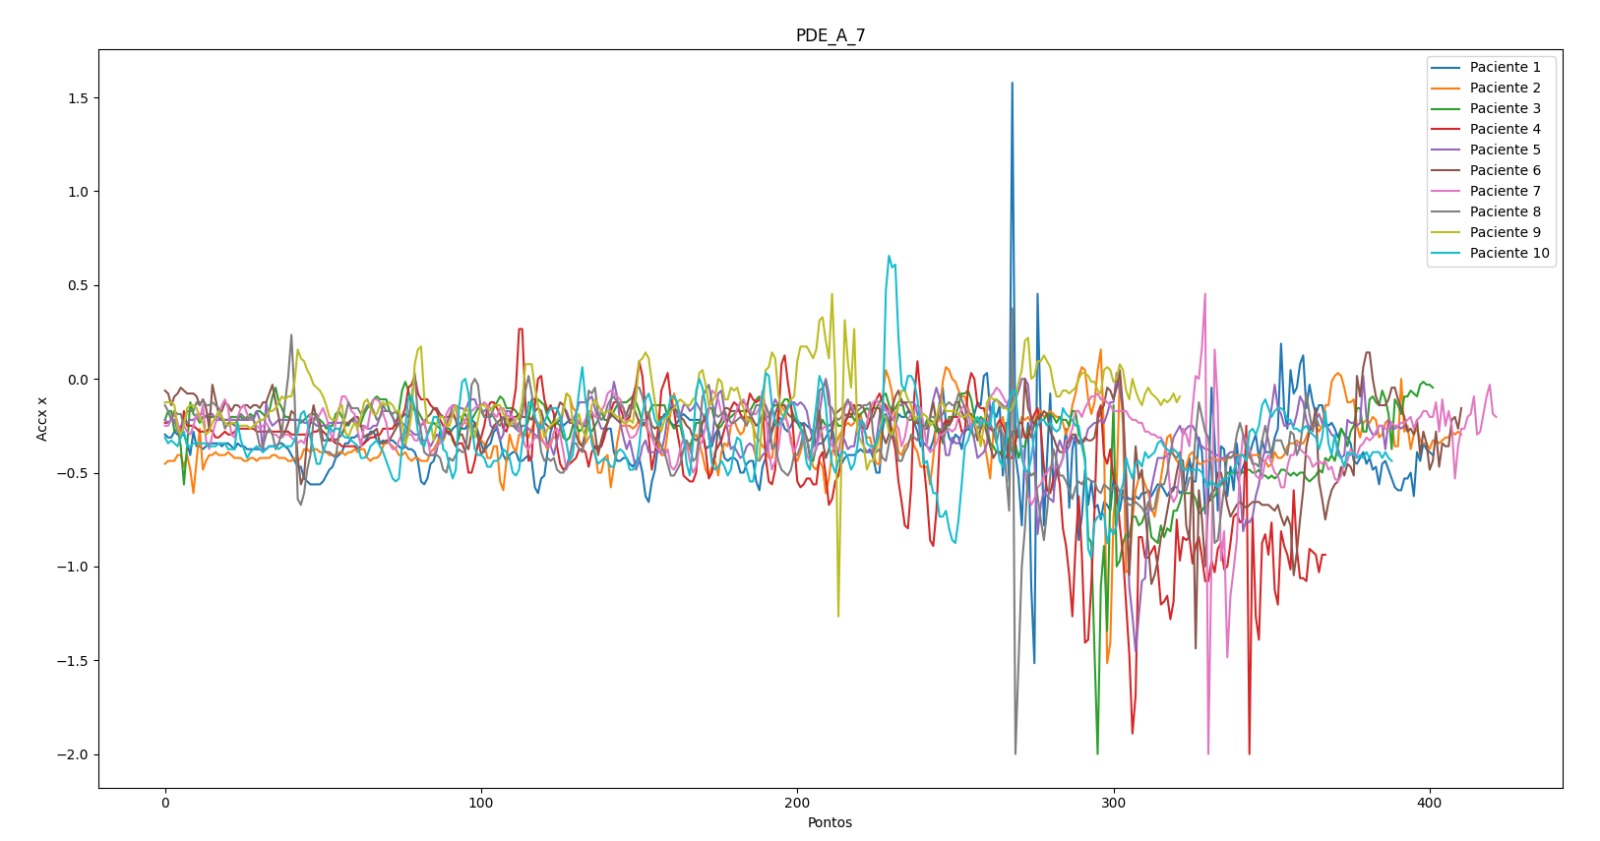 PDE_A_7
Paciente 1
Paciente 2
Paciente 3
Paciente 4
Paciente 5
Paciente 6
Paciente 7
Paciente 8
Paciente 9
Paciente 10
1.5
1.0
0.5
0.0
−0.5
−1.0
−1.5
−2.0
Accx x
0 100 200 300 400
Pontos